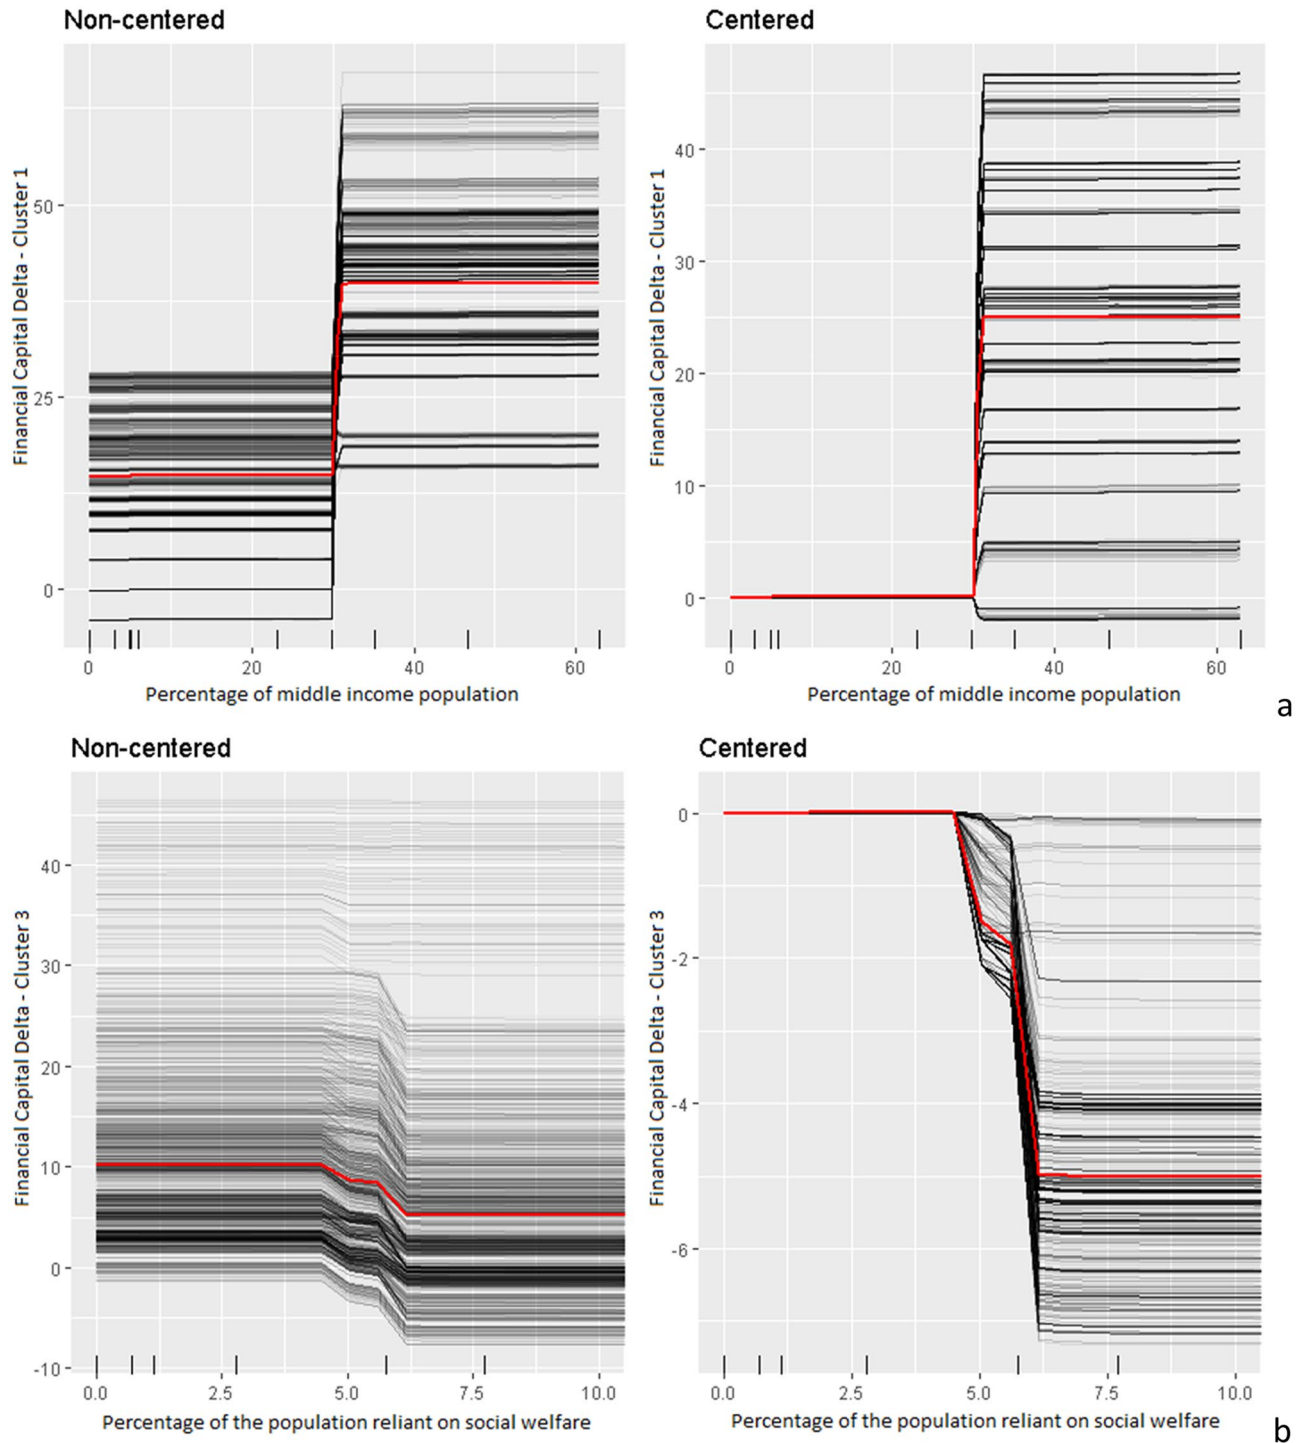 Non-centered
Centered
Financial Capital Delta - Cluster 1
50
25
0
0
20
40
60
Percentage of middle income population
Financial Capital Delta - Cluster 1
40
30
20
10
0
0
20
40
60
Percentage of middle income population
a
Non-centered
Centered
Financial Capital Delta - Cluster 3
40
30
20
10
0
-10
0.0
2.5
5.0
7.5
10.0
Percentage of the population reliant on social welfare
Financial Capital Delta - Cluster 3
0
-2
-4
-6
0.0
2.5
5.0
7.5
10.0
Percentage of the population reliant on social welfare
b